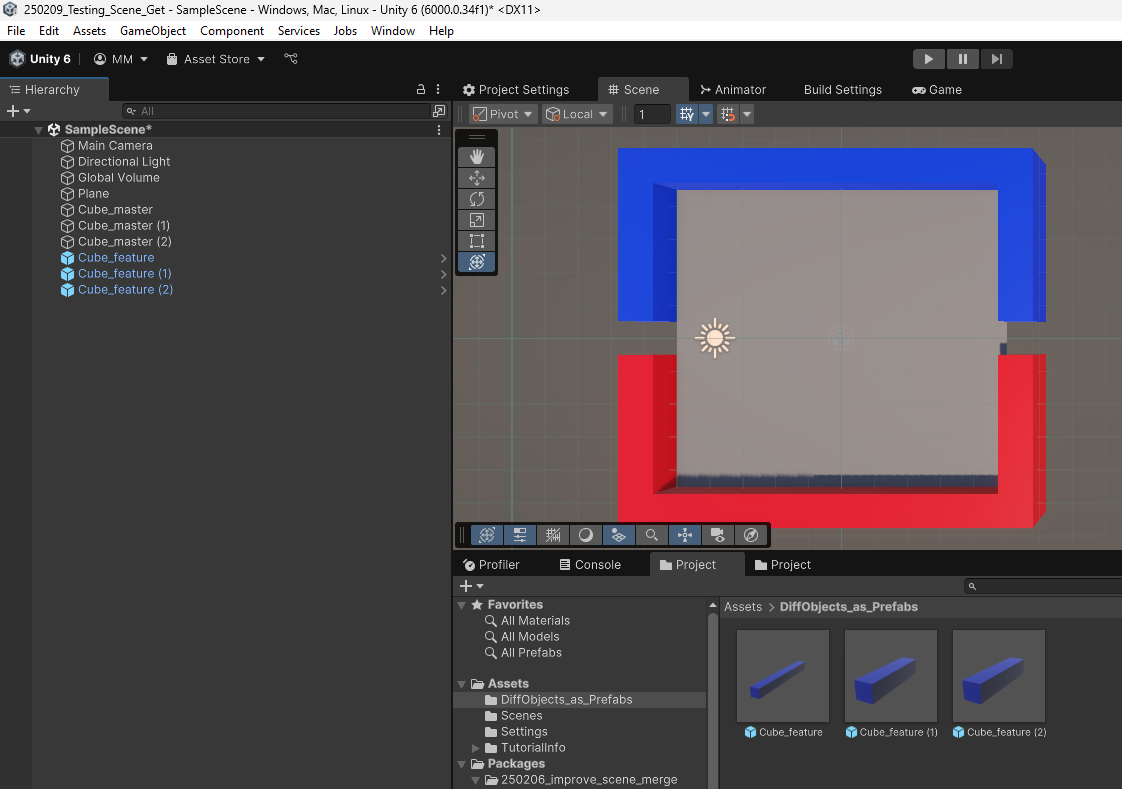 250209_Testing_Scene_Get - SampleScene - Windows, Mac, Linux - Unity 6 (6000.0.34f1)* <DX11>
File Edit Assets GameObject Component Services Jobs Window Help
Unity 6 MM Asset Store
Hierarchy
Project Settings Scene Animator Build Settings Game
All
Pivot Local 1
SampleScene*
Main Camera
Directional Light
Global Volume
Plane
Cube_master
Cube_master (1)
Cube_master (2)
Cube_feature
Cube_feature (1)
Cube_feature (2)
Profiler Console Project Project
Favorites
All Materials
All Models
All Prefabs
Assets
DiffObjects_as_Prefabs
Scenes
Settings
TutorialInfo
Packages
250206_improve_scene_merge
Assets > DiffObjects_as_Prefabs
Cube_feature Cube_feature (1) Cube_feature (2)